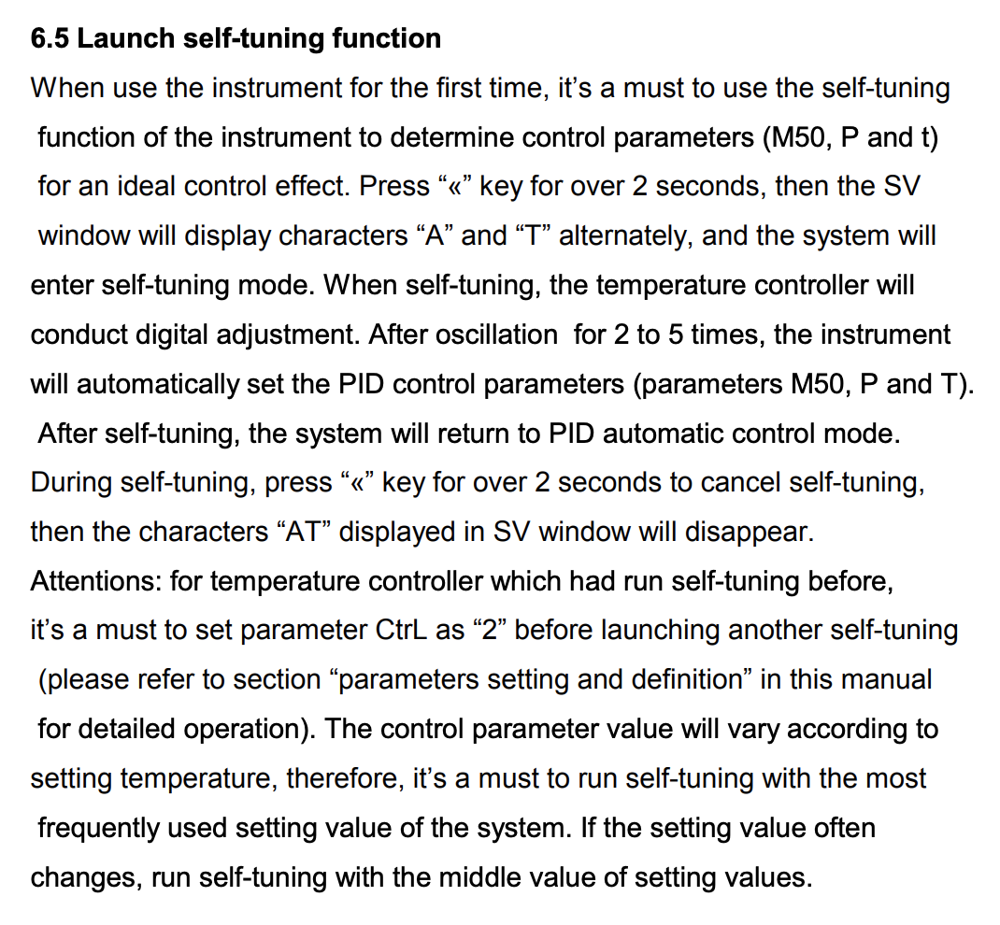 6.5 Launch self-tuning function
When use the instrument for the first time, it’s a must to use the self-tuning
function of the instrument to determine control parameters (M50, P and t)
for an ideal control effect. Press “«” key for over 2 seconds, then the SV
window will display characters “A” and “T” alternately, and the system will
enter self-tuning mode. When self-tuning, the temperature controller will
conduct digital adjustment. After oscillation  for 2 to 5 times, the instrument
will automatically set the PID control parameters (parameters M50, P and T).
After self-tuning, the system will return to PID automatic control mode.
During self-tuning, press “«” key for over 2 seconds to cancel self-tuning,
then the characters “AT” displayed in SV window will disappear.
Attentions: for temperature controller which had run self-tuning before,
it’s a must to set parameter CtrL as “2” before launching another self-tuning
(please refer to section “parameters setting and definition” in this manual
for detailed operation). The control parameter value will vary according to
setting temperature, therefore, it’s a must to run self-tuning with the most
frequently used setting value of the system. If the setting value often
changes, run self-tuning with the middle value of setting values.